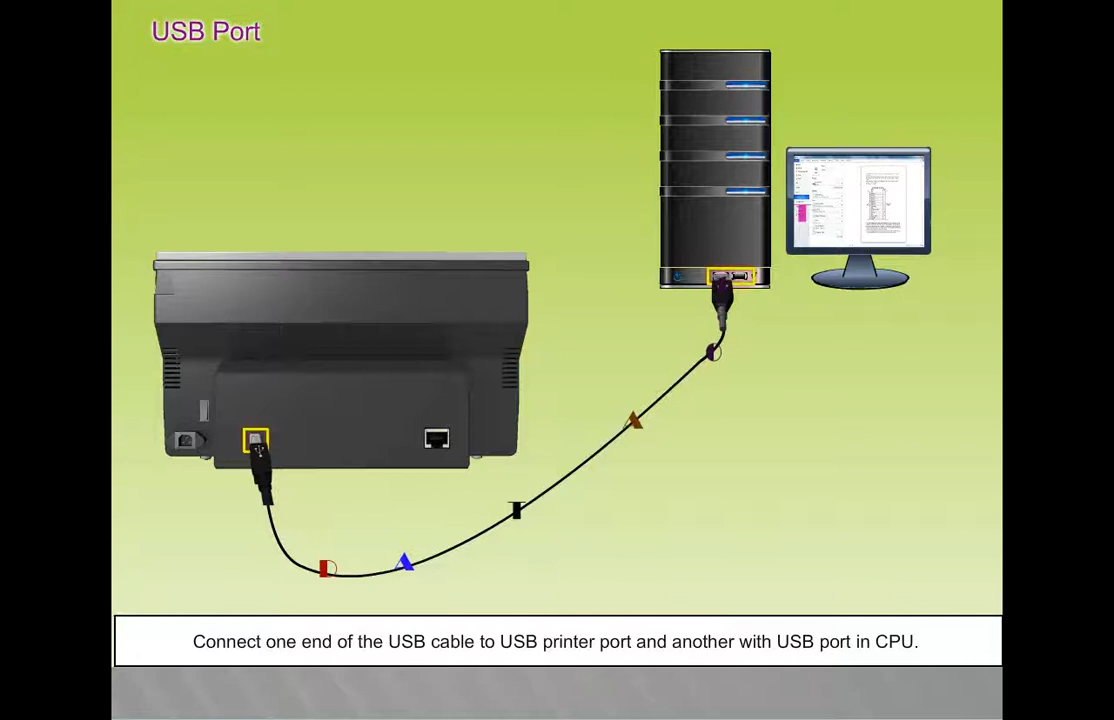 USB Port
D A T A
Connect one end of the USB cable to USB printer port and another with USB port in CPU.